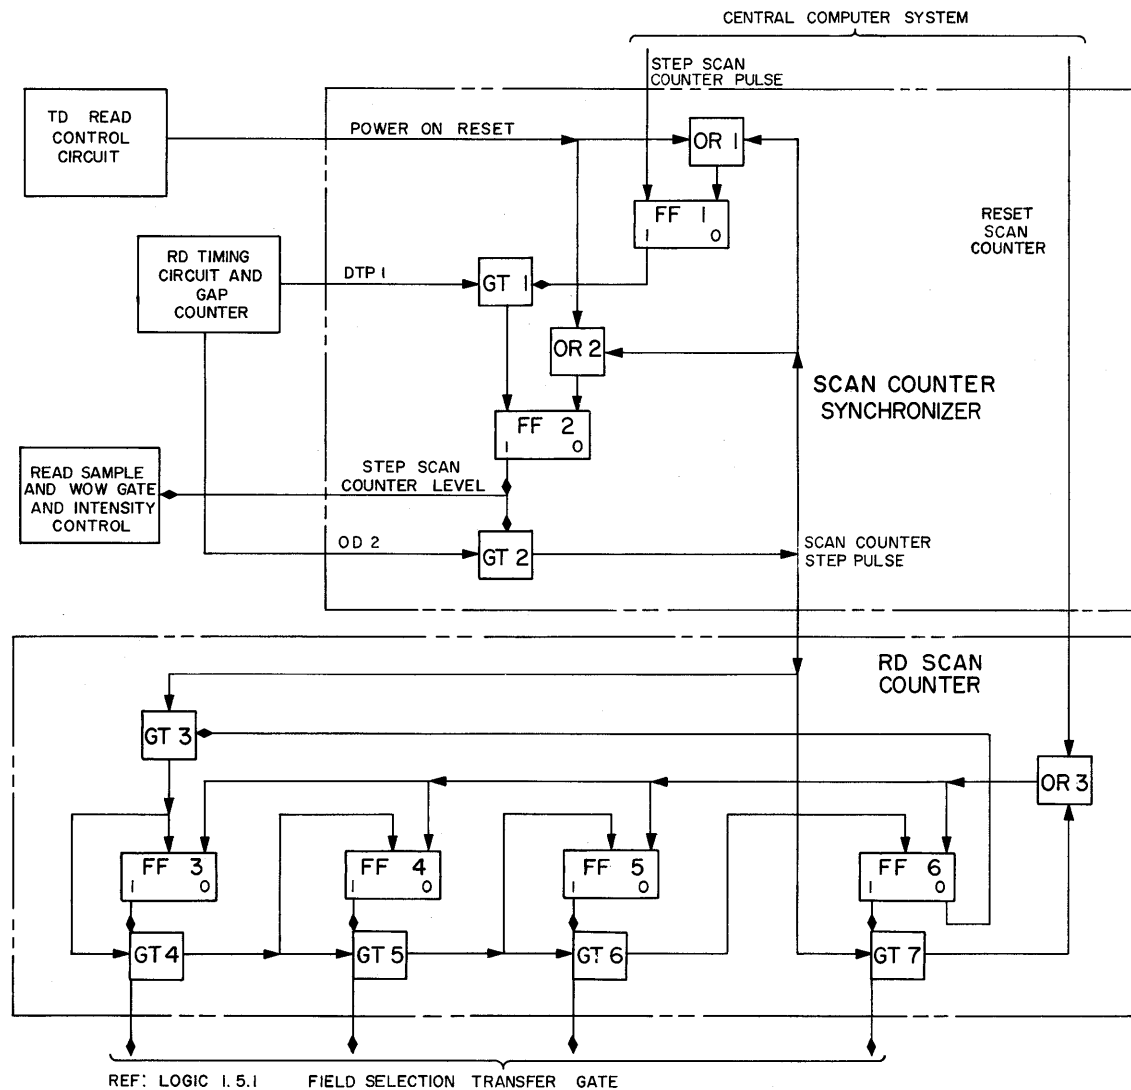 CENTRAL COMPUTER SYSTEM
STEP SCAN
COUNTER PULSE
TD READ
CONTROL
CIRCUIT
POWER ON RESET
OR 1
FF 1
1 0
RESET
SCAN
COUNTER
RD TIMING
CIRCUIT AND
GAP
COUNTER
DTP 1
GT 1
OR 2
SCAN COUNTER
SYNCHRONIZER
FF 2
1 0
READ SAMPLE
AND WOW GATE
AND INTENSITY
CONTROL
STEP SCAN
COUNTER LEVEL
OD 2
GT 2
SCAN COUNTER
STEP PULSE
RD SCAN
COUNTER
GT 3
OR 3
FF 3
1 0
FF 4
1 0
FF 5
1 0
FF 6
1 0
GT 4
GT 5
GT 6
GT 7
REF: LOGIC 1.5.1 FIELD SELECTION TRANSFER GATE